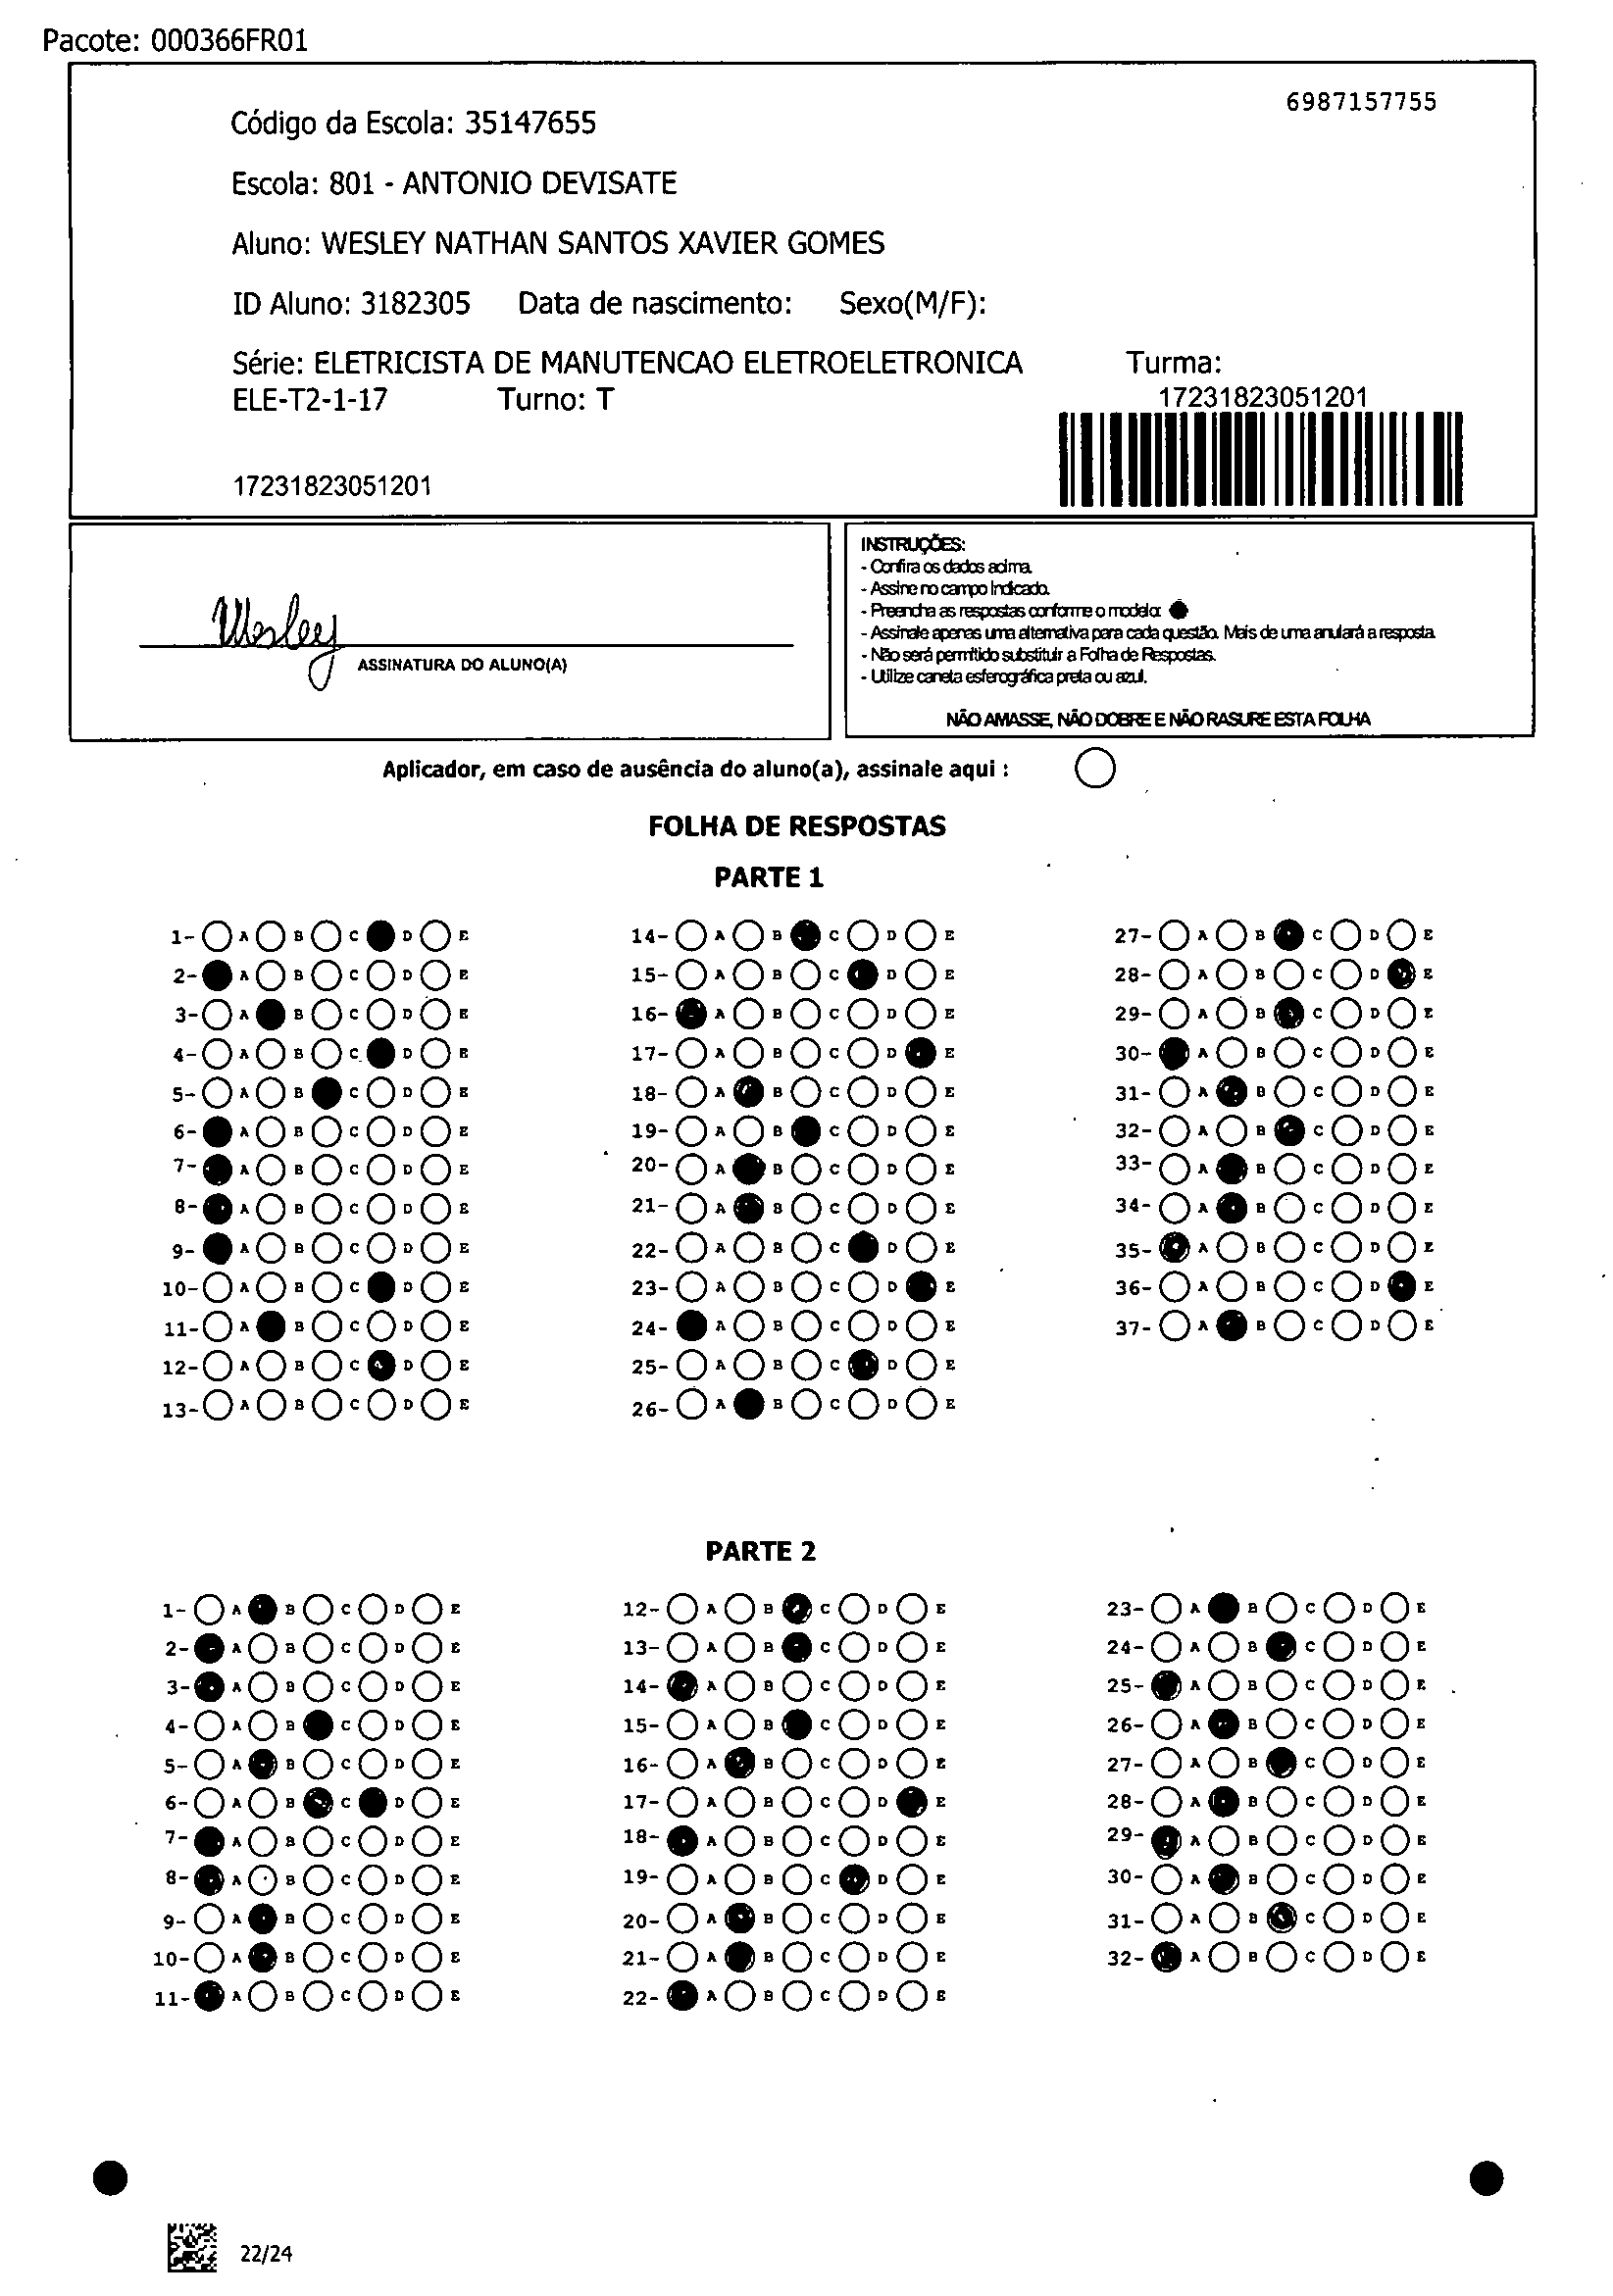 Pacote: 000366FR01
6987157755
Código da Escola: 35147655
Escola: 801 - ANTONIO DEVISATE
Aluno: WESLEY NATHAN SANTOS XAVIER GOMES
ID Aluno: 3182305 Data de nascimento: Sexo(M/F):
Série: ELETRICISTA DE MANUTENCAO ELETROELETRONICA Turma:
ELE-T2-1-17 Turno: T 17231823051201
17231823051201
Wesley
ASSINATURA DO ALUNO(A)
INSTRUÇÕES:
- Confira os dados acima.
- Assine no campo indicado.
- Preencha as respostas conforme o modelo:
- Assinale apenas uma alternativa para cada questão. Mais de uma anulará a resposta.
- Não será permitido substituir a Folha de Respostas.
- Utilize caneta esferográfica preta ou azul.
NÃO AMASSE, NÃO DOBRE E NÃO RASURE ESTA FOLHA
Aplicador, em caso de ausência do aluno(a), assinale aqui :
FOLHA DE RESPOSTAS
PARTE 1
1- A B C D E 14- A B C D E 27- A B C D E
2- A B C D E 15- A B C D E 28- A B C D E
3- A B C D E 16- A B C D E 29- A B C D E
4- A B C D E 17- A B C D E 30- A B C D E
5- A B C D E 18- A B C D E 31- A B C D E
6- A B C D E 19- A B C D E 32- A B C D E
7- A B C D E 20- A B C D E 33- A B C D E
8- A B C D E 21- A B C D E 34- A B C D E
9- A B C D E 22- A B C D E 35- A B C D E
10- A B C D E 23- A B C D E 36- A B C D E
11- A B C D E 24- A B C D E 37- A B C D E
12- A B C D E 25- A B C D E
13- A B C D E 26- A B C D E
PARTE 2
1- A B C D E 12- A B C D E 23- A B C D E
2- A B C D E 13- A B C D E 24- A B C D E
3- A B C D E 14- A B C D E 25- A B C D E
4- A B C D E 15- A B C D E 26- A B C D E
5- A B C D E 16- A B C D E 27- A B C D E
6- A B C D E 17- A B C D E 28- A B C D E
7- A B C D E 18- A B C D E 29- A B C D E
8- A B C D E 19- A B C D E 30- A B C D E
9- A B C D E 20- A B C D E 31- A B C D E
10- A B C D E 21- A B C D E 32- A B C D E
11- A B C D E 22- A B C D E
22/24